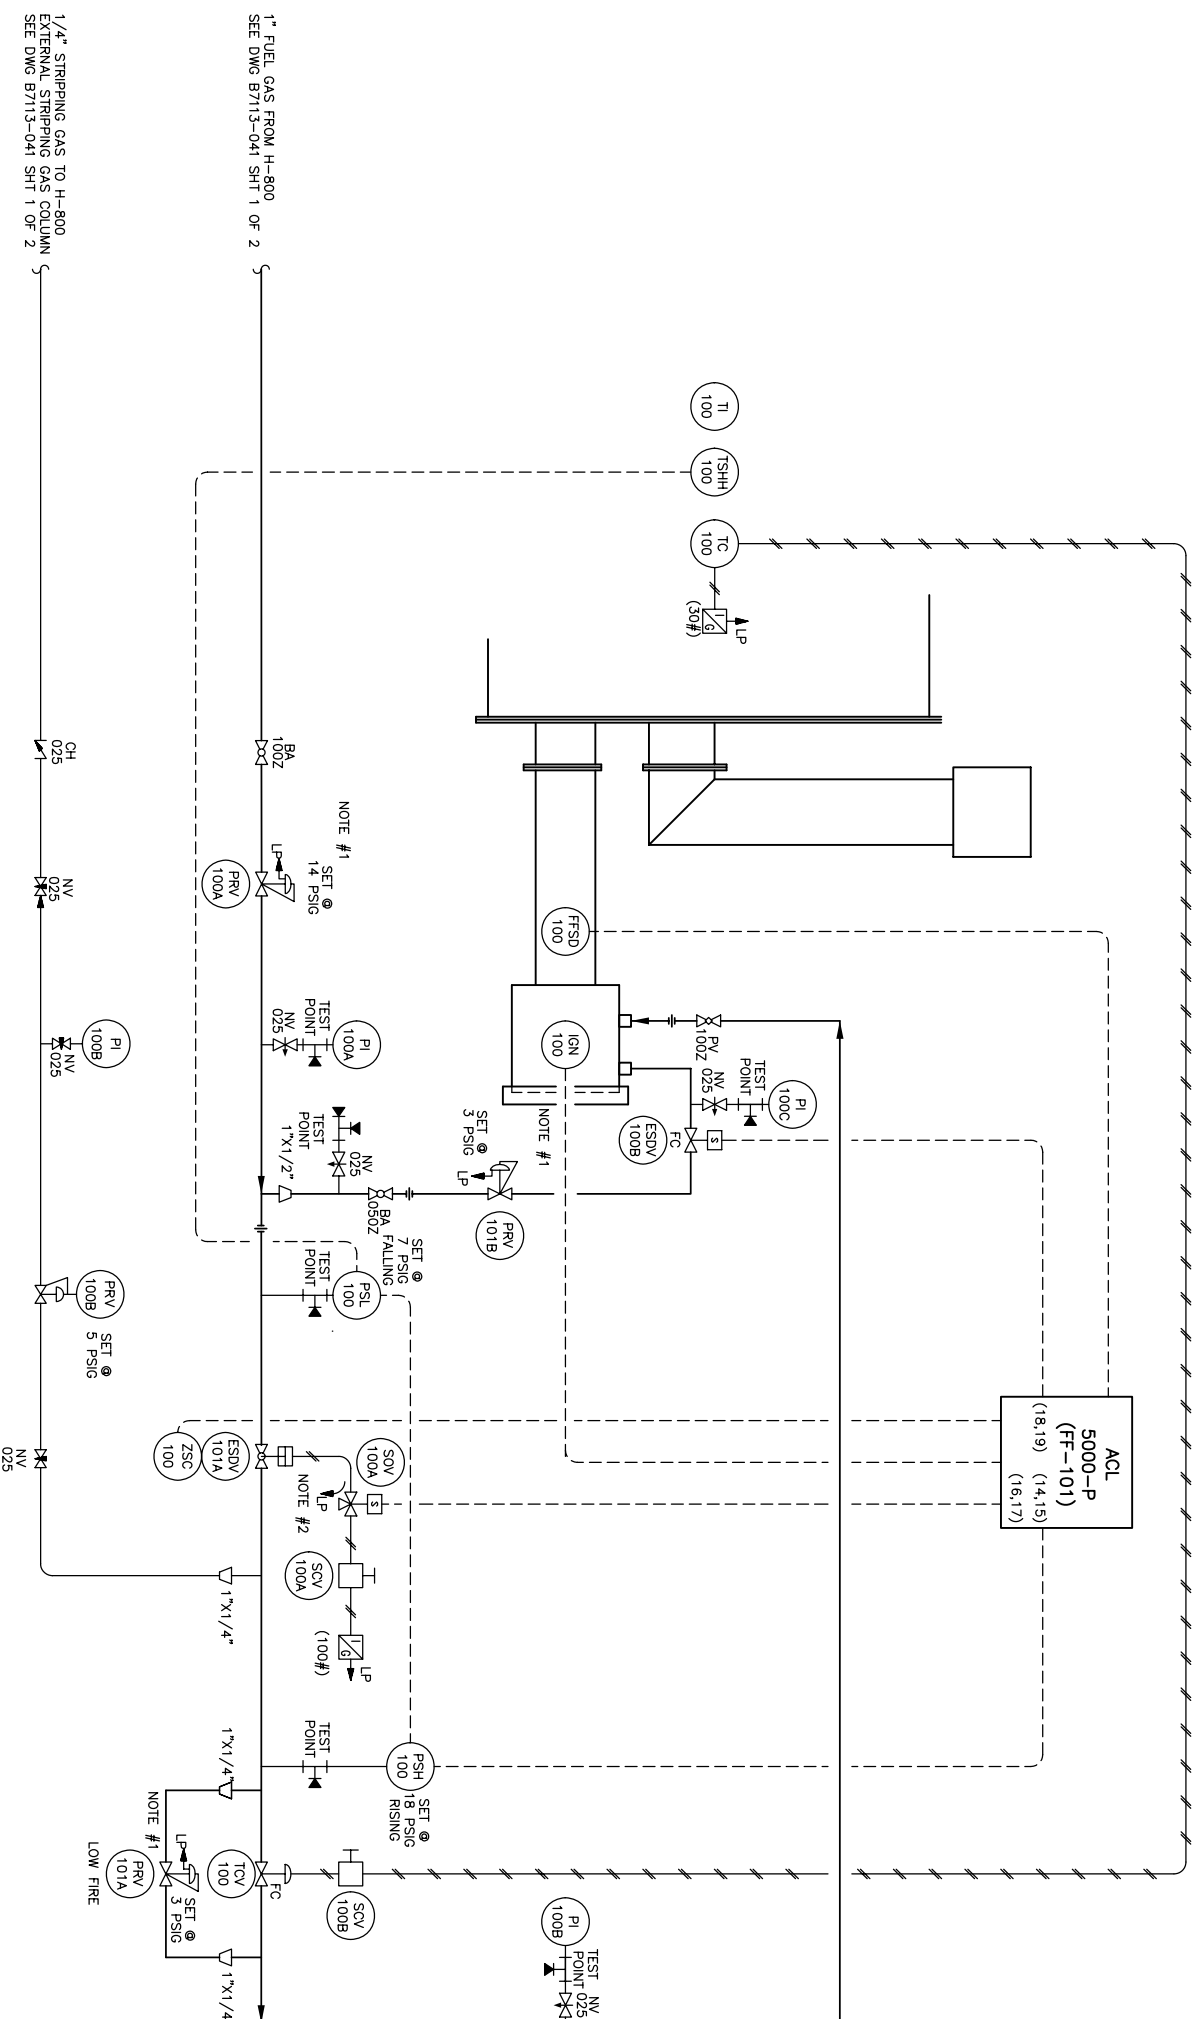 ACL
5000-P
(FF-101)
(18,19)
(14,15)
(16,17)
TI
100
TSHH
100
TC
100
I
G
(30#)
LP
FFSD
100
IGN
100
NOTE #1
PV
100Z
PI
100C
TEST
POINT
NV
025
S
FC
ESDV
100B
PRV
101B
SET @
3 PSIG
LP
1" FUEL GAS FROM H-800
SEE DWG B7113-041 SHT 1 OF 2
BA
100Z
NOTE #1
SET @
14 PSIG
LP
PRV
100A
PI
100A
TEST
POINT
NV
025
TEST
POINT
NV
025
1"X1/2"
BA
050Z
SET @
7 PSIG
FALLING
PSL
100
TEST
POINT
ESDV
101A
ZSC
100
SOV
100A
S
LP
NOTE #2
SCV
100A
I
G
(100#)
LP
1"X1/4"
PSH
100
SET @
18 PSIG
RISING
TEST
POINT
1"X1/4"
TCV
100
FC
SCV
100B
NOTE #1
LP
PRV
101A
SET @
3 PSIG
LOW FIRE
1"X1/4
PI
100B
TEST
POINT
NV
025
1/4" STRIPPING GAS TO H-800
EXTERNAL STRIPPING GAS COLUMN
SEE DWG B7113-041 SHT 1 OF 2
CH
025
NV
025
PI
100B
NV
025
PRV
100B
SET @
5 PSIG
NV
025